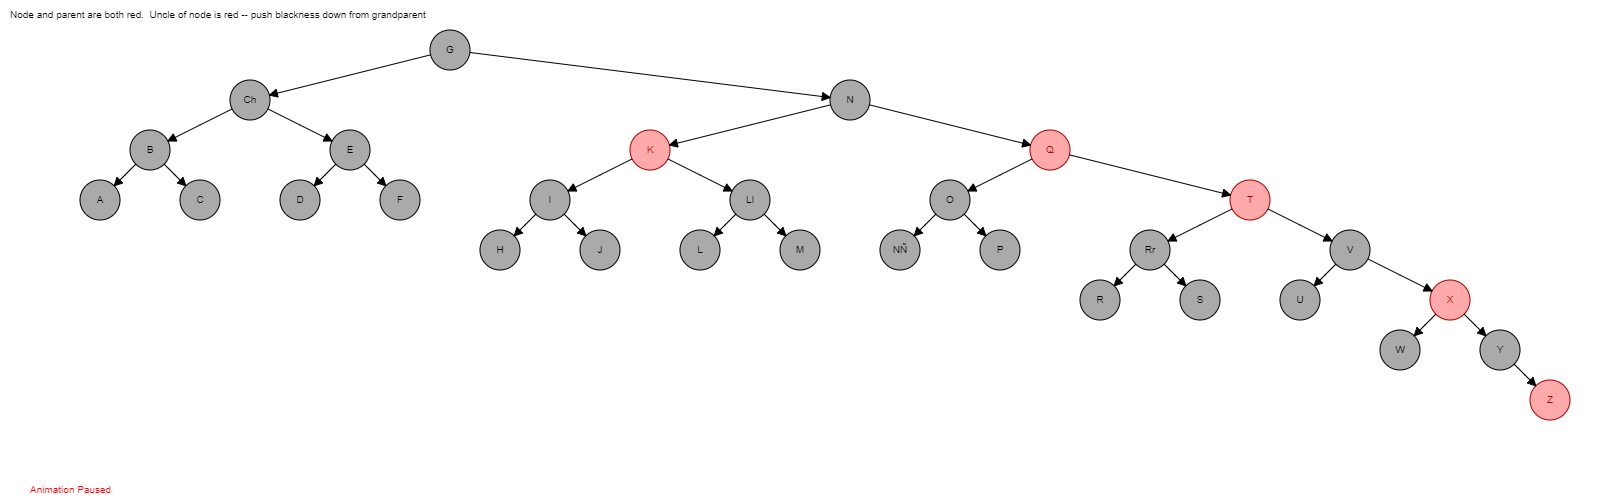 Node and parent are both red.  Uncle of node is red -- push blackness down from grandparent
G
Ch
N
B
E
K
Q
A
C
D
F
I
Ll
O
T
H
J
L
M
NÑ
P
Rr
V
R
S
U
X
W
Y
Z
Animation Paused